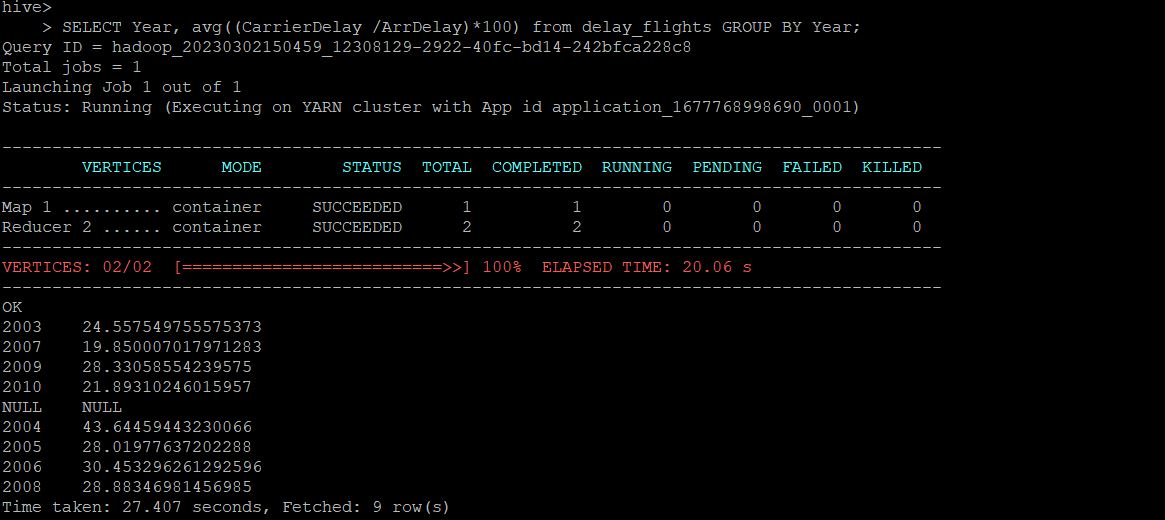 hive>
    > SELECT Year, avg((CarrierDelay /ArrDelay)*100) from delay_flights GROUP BY Year;
Query ID = hadoop_20230302150459_12308129-2922-40fc-bd14-242bfca228c8
Total jobs = 1
Launching Job 1 out of 1
Status: Running (Executing on YARN cluster with App id application_1677768998690_0001)

----------------------------------------------------------------------------------------------
        VERTICES      MODE        STATUS  TOTAL  COMPLETED  RUNNING  PENDING  FAILED  KILLED
----------------------------------------------------------------------------------------------
Map 1 .......... container     SUCCEEDED      1          1        0        0       0       0
Reducer 2 ...... container     SUCCEEDED      2          2        0        0       0       0
----------------------------------------------------------------------------------------------
VERTICES: 02/02  [==========================>>] 100%  ELAPSED TIME: 20.06 s
----------------------------------------------------------------------------------------------
OK
2003    24.557549755575373
2007    19.850007017971283
2009    28.33058554239575
2010    21.89310246015957
NULL    NULL
2004    43.64459443230066
2005    28.01977637202288
2006    30.453296261292596
2008    28.88346981456985
Time taken: 27.407 seconds, Fetched: 9 row(s)